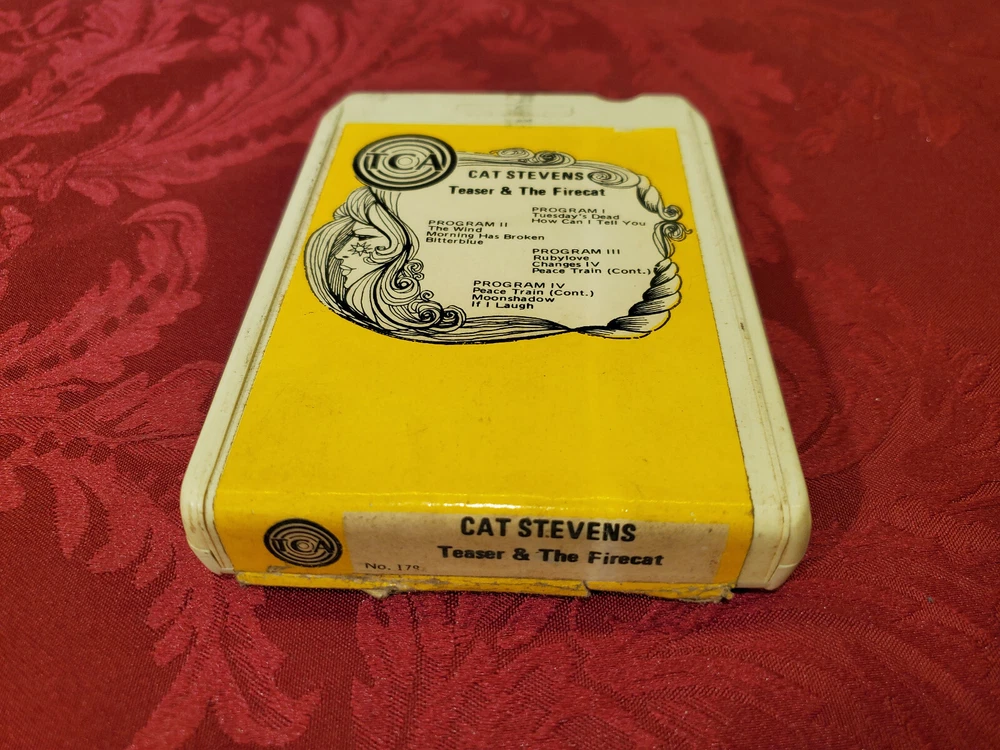 TCA
CAT STEVENS
Teaser & The Firecat
PROGRAM I
Tuesday's Dead
How Can I Tell You
PROGRAM II
The Wind
Morning Has Broken
Bitterblue
PROGRAM III
Rubylove
Changes IV
Peace Train (Cont.)
PROGRAM IV
Peace Train (Cont.)
Moonshadow
If I Laugh
TCA
CAT STEVENS
Teaser & The Firecat
No. 179